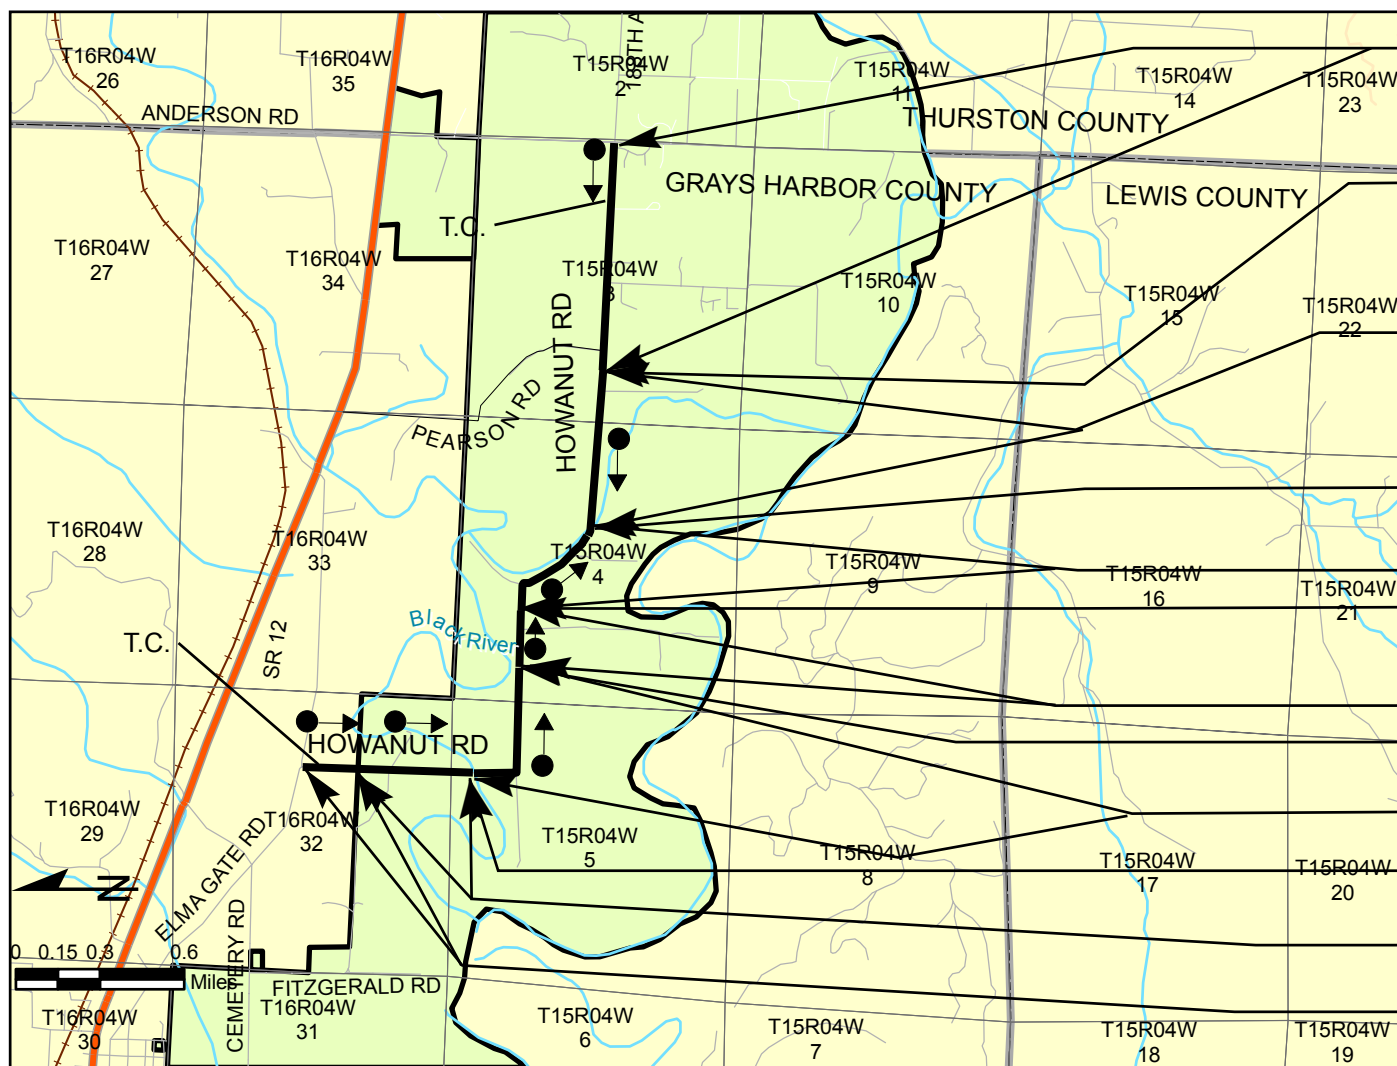 T16R04W
26
T16R04W
35
T15R04W
2
188TH A
T15R04W
11
T15R04W
14
T15R04W
23
ANDERSON RD
THURSTON COUNTY
GRAYS HARBOR COUNTY
LEWIS COUNTY
T.C.
T16R04W
27
T16R04W
34
T15R04W
3
T15R04W
10
T15R04W
15
T15R04W
22
HOWANUT RD
PEARSON RD
T16R04W
28
T16R04W
33
T15R04W
4
T15R04W
9
T15R04W
16
T15R04W
21
Black River
T.C.
SR 12
HOWANUT RD
T16R04W
29
T16R04W
32
T15R04W
5
T15R04W
8
T15R04W
17
T15R04W
20
N
ELMA GATE RD
CEMETERY RD
0 0.15 0.3 0.6
Miles
FITZGERALD RD
T16R04W
30
T16R04W
31
T15R04W
6
T15R04W
7
T15R04W
18
T15R04W
19